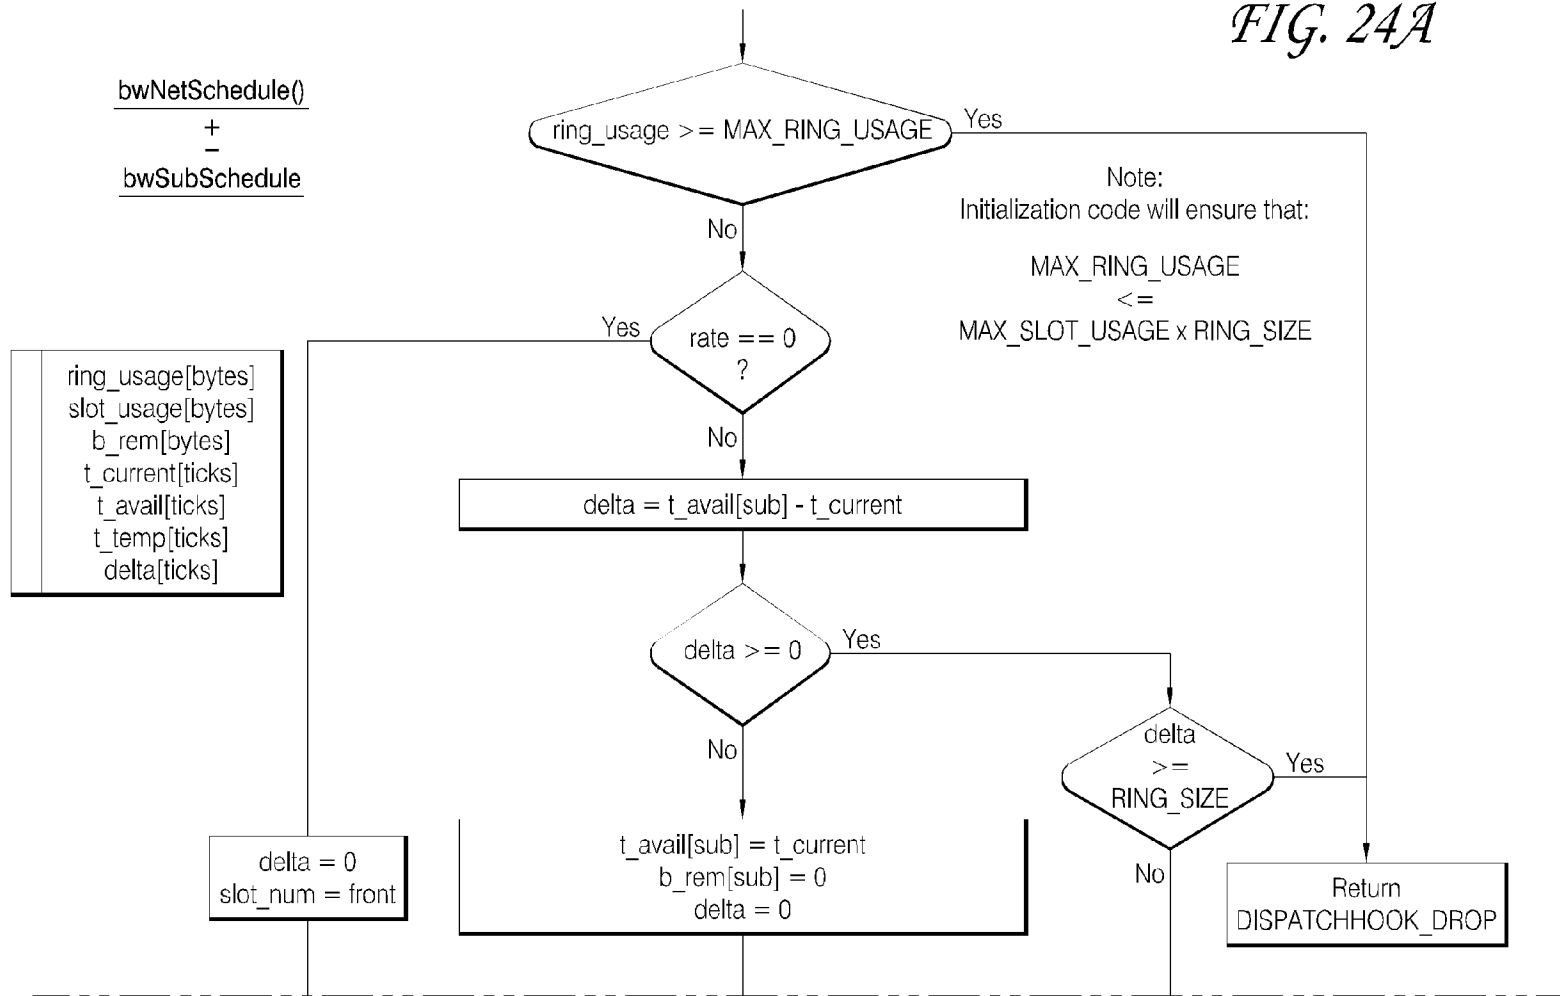 FIG. 24A
bwNetSchedule()
+
–
bwSubSchedule
ring_usage >= MAX_RING_USAGE
Yes
No
Note:
Initialization code will ensure that:
MAX_RING_USAGE
<=
MAX_SLOT_USAGE x RING_SIZE
rate == 0
?
Yes
No
ring_usage[bytes]
slot_usage[bytes]
b_rem[bytes]
t_current[ticks]
t_avail[ticks]
t_temp[ticks]
delta[ticks]
delta = t_avail[sub] - t_current
delta >= 0
Yes
No
delta
>=
RING_SIZE
Yes
No
delta = 0
slot_num = front
t_avail[sub] = t_current
b_rem[sub] = 0
delta = 0
Return
DISPATCHHOOK_DROP